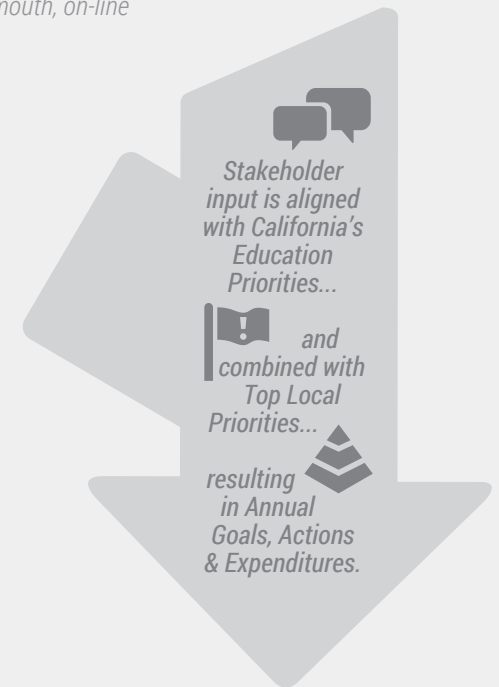 mouth, on-line
Stakeholder
input is aligned
with California's
Education
Priorities...
and
combined with
Top Local
Priorities...
resulting
in Annual
Goals, Actions
& Expenditures.